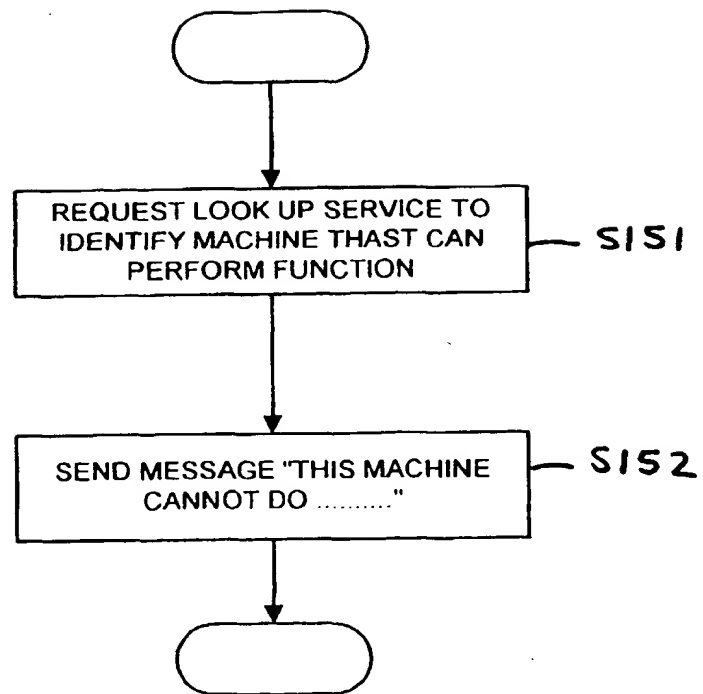 REQUEST LOOK UP SERVICE TO
IDENTIFY MACHINE THAST CAN
PERFORM FUNCTION
S151
SEND MESSAGE "THIS MACHINE
CANNOT DO .........."
S152